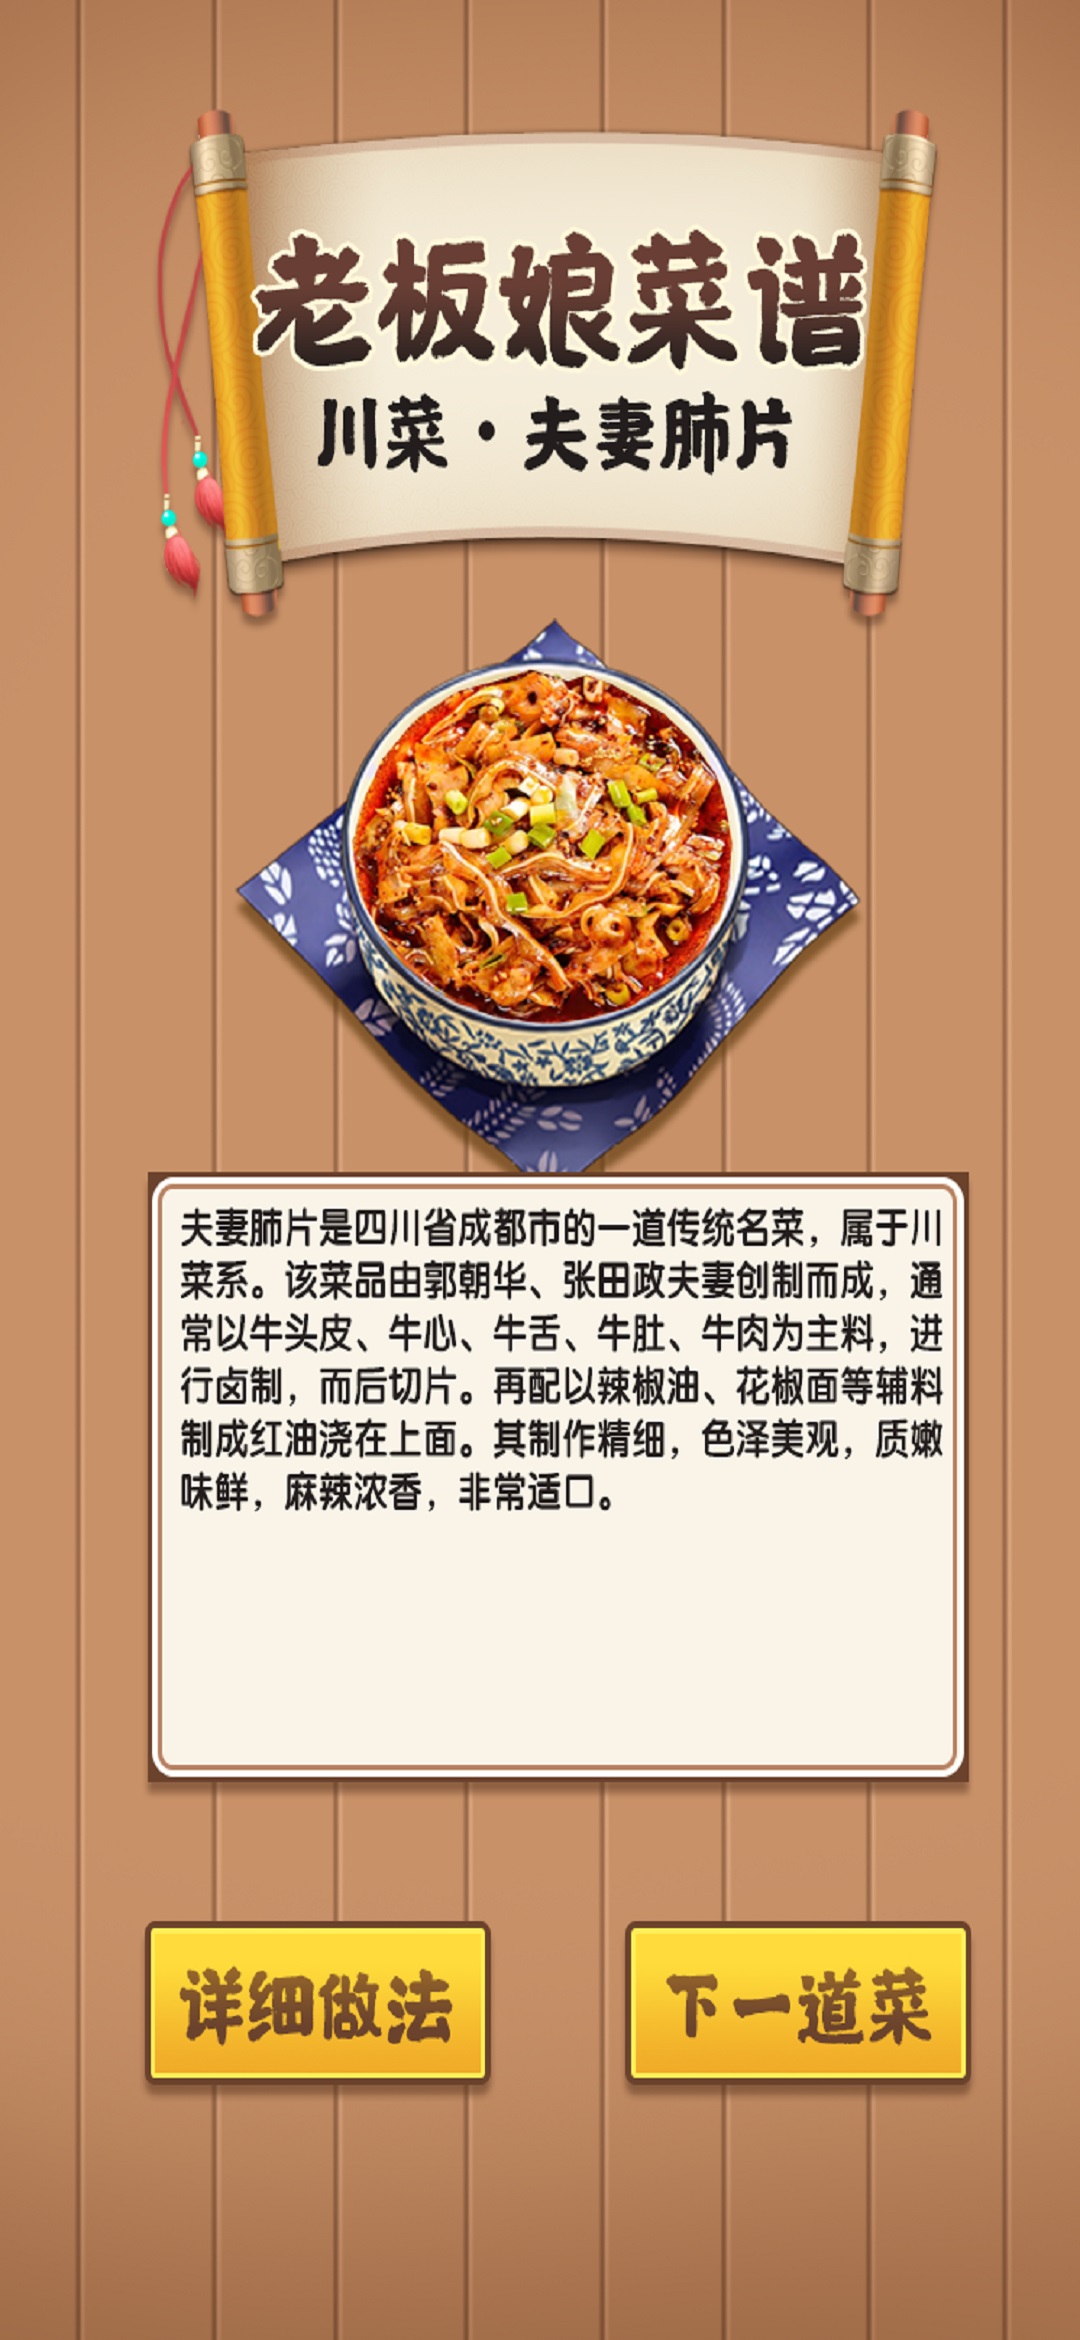 老板娘菜谱
川菜·夫妻肺片
夫妻肺片是四川省成都市的一道传统名菜，属于川
菜系。该菜品由郭朝华、张田政夫妻创制而成，通
常以牛头皮、牛心、牛舌、牛肚、牛肉为主料，进
行卤制，而后切片。再配以辣椒油、花椒面等辅料
制成红油浇在上面。其制作精细，色泽美观，质嫩
味鲜，麻辣浓香，非常适口。
详细做法
下一道菜